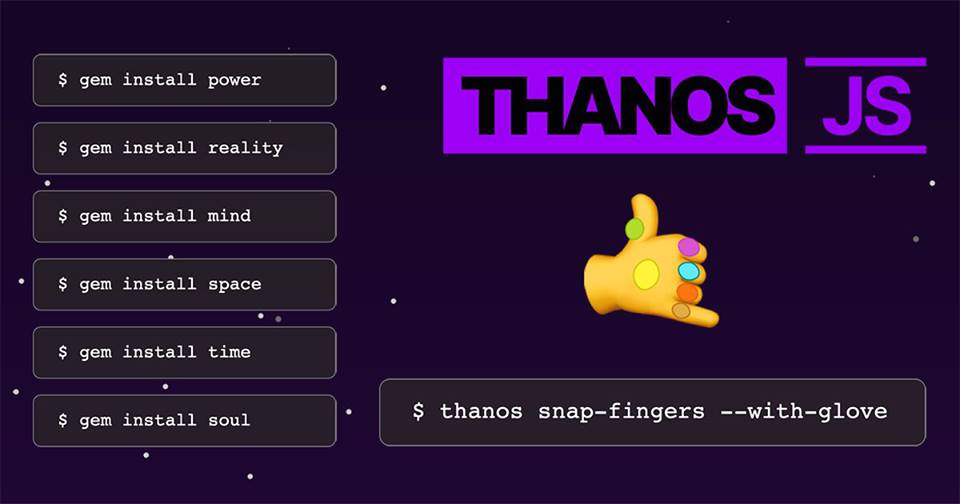 $ gem install power
$ gem install reality
$ gem install mind
$ gem install space
$ gem install time
$ gem install soul
THANOS JS
$ thanos snap-fingers --with-glove